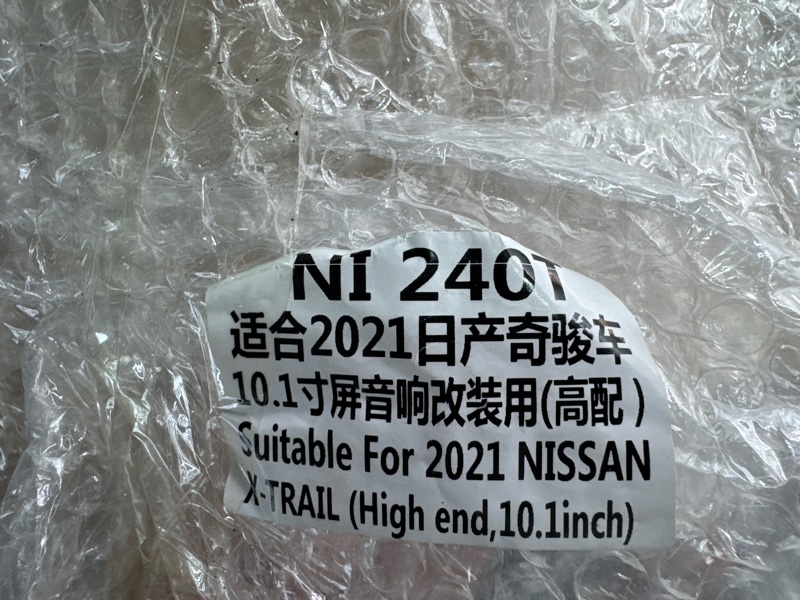 NI 240T
适合2021日产奇骏车
10.1寸屏音响改装用(高配)
Suitable For 2021 NISSAN
X-TRAIL (High end,10.1inch)